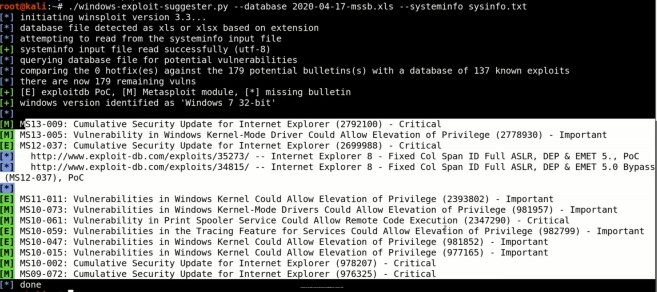 root@kali:~# ./windows-exploit-suggester.py --database 2020-04-17-mssb.xls --systeminfo sysinfo.txt
[*] initiating winsploit version 3.3...
[*] database file detected as xls or xlsx based on extension
[*] attempting to read from the systeminfo input file
[+] systeminfo input file read successfully (utf-8)
[*] querying database file for potential vulnerabilities
[*] comparing the 0 hotfix(es) against the 179 potential bulletins(s) with a database of 137 known exploits
[*] there are now 179 remaining vulns
[+] [E] exploitdb PoC, [M] Metasploit module, [*] missing bulletin
[+] windows version identified as 'Windows 7 32-bit'
[*]
[M] MS13-009: Cumulative Security Update for Internet Explorer (2792100) - Critical
[M] MS13-005: Vulnerability in Windows Kernel-Mode Driver Could Allow Elevation of Privilege (2778930) - Important
[E] MS12-037: Cumulative Security Update for Internet Explorer (2699988) - Critical
[*] http://www.exploit-db.com/exploits/35273/ -- Internet Explorer 8 - Fixed Col Span ID Full ASLR, DEP & EMET 5., PoC
[*] http://www.exploit-db.com/exploits/34815/ -- Internet Explorer 8 - Fixed Col Span ID Full ASLR, DEP & EMET 5.0 Bypass
(MS12-037), PoC
[*]
[E] MS11-011: Vulnerabilities in Windows Kernel Could Allow Elevation of Privilege (2393802) - Important
[M] MS10-073: Vulnerabilities in Windows Kernel-Mode Drivers Could Allow Elevation of Privilege (981957) - Important
[M] MS10-061: Vulnerability in Print Spooler Service Could Allow Remote Code Execution (2347290) - Critical
[E] MS10-059: Vulnerabilities in the Tracing Feature for Services Could Allow Elevation of Privilege (982799) - Important
[E] MS10-047: Vulnerabilities in Windows Kernel Could Allow Elevation of Privilege (981852) - Important
[M] MS10-015: Vulnerabilities in Windows Kernel Could Allow Elevation of Privilege (977165) - Important
[M] MS10-002: Cumulative Security Update for Internet Explorer (978207) - Critical
[M] MS09-072: Cumulative Security Update for Internet Explorer (976325) - Critical
[*] done